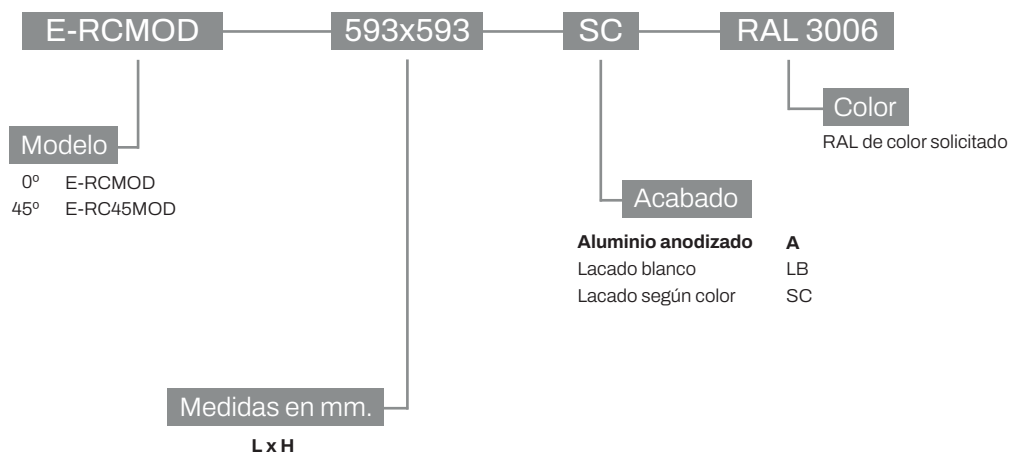 E-RCMOD 593x593 SC RAL 3006
Color
RAL de color solicitado
Modelo
0º E-RCMOD
45º E-RC45MOD
Acabado
Aluminio anodizado A
Lacado blanco LB
Lacado según color SC
Medidas en mm.
L x H